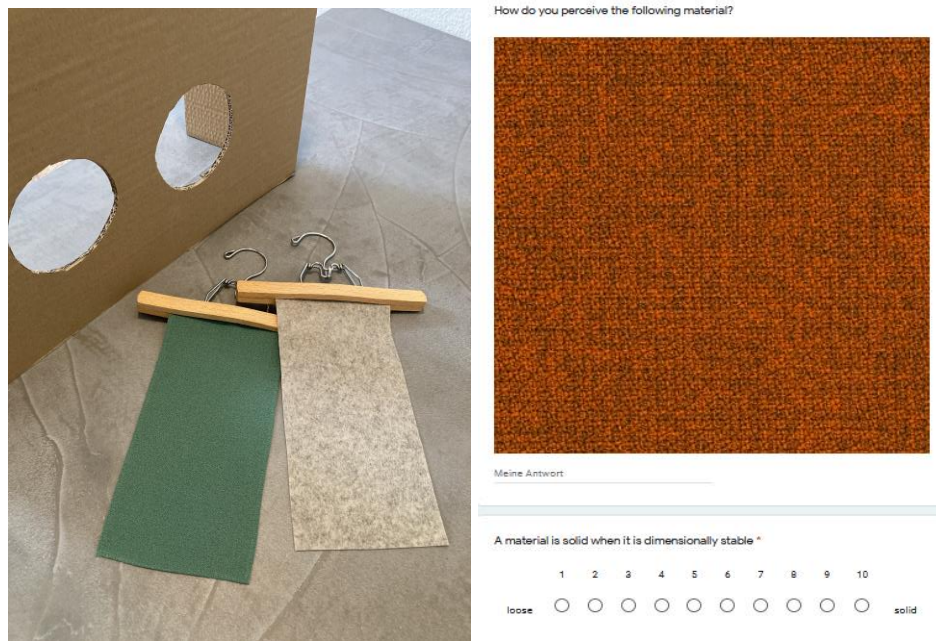 How do you perceive the following material?
Meine Antwort
A material is solid when it is dimensionally stable *
1 2 3 4 5 6 7 8 9 10
loose solid